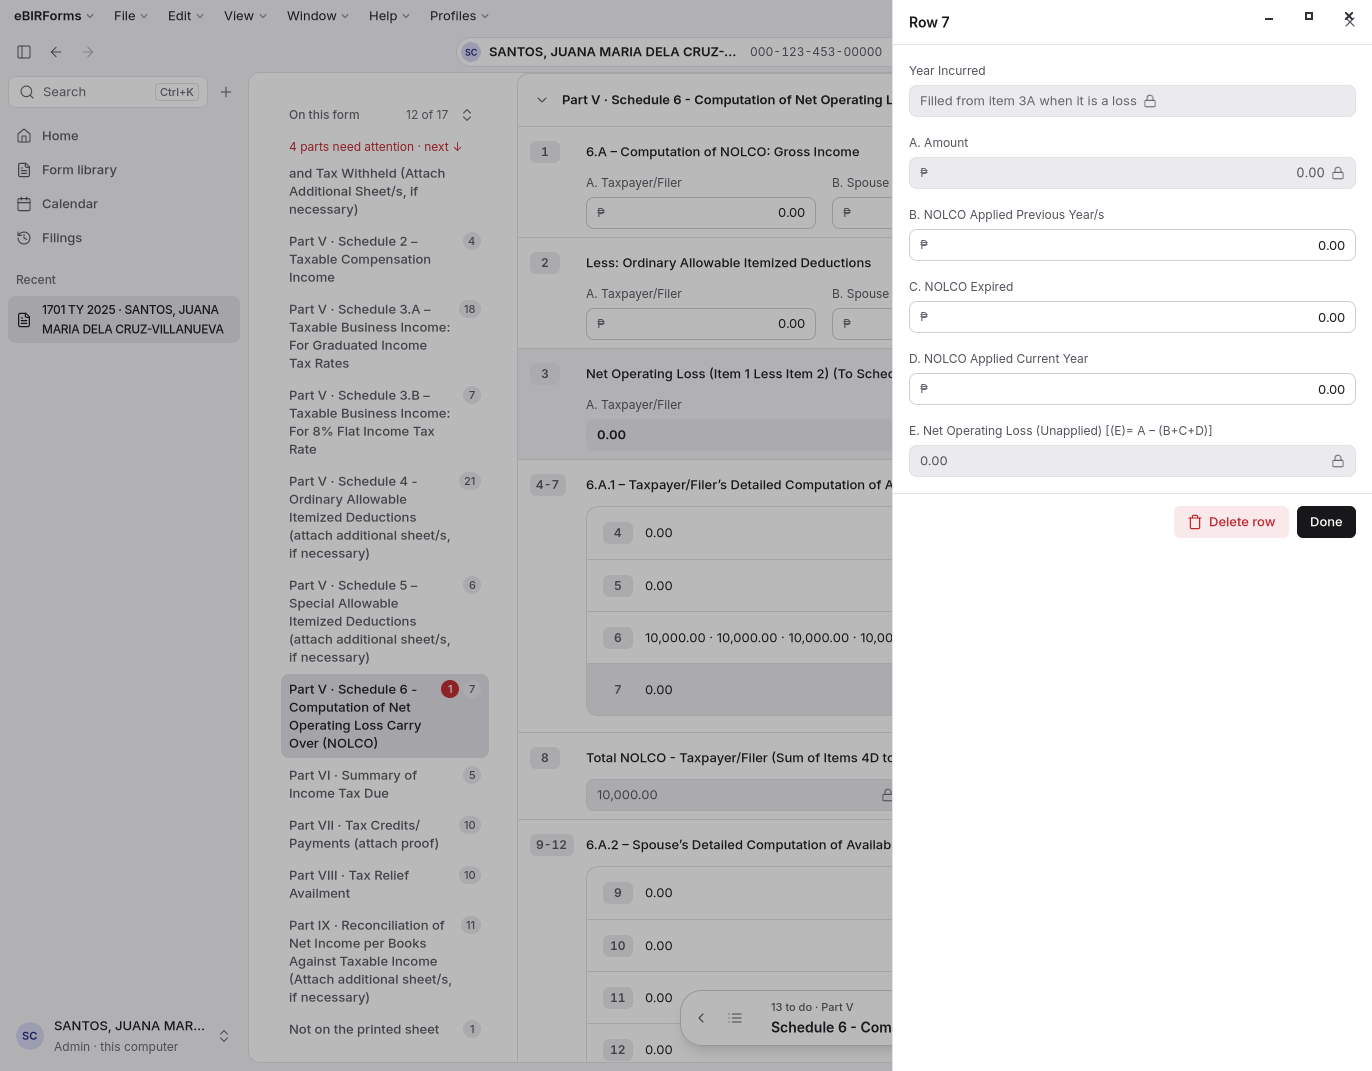 eBIRForms File Edit View Window Help Profiles
SC SANTOS, JUANA MARIA DELA CRUZ-... 000-123-453-00000
Search Ctrl+K
Home
Form library
Calendar
Filings
Recent
1701 TY 2025 · SANTOS, JUANA
MARIA DELA CRUZ-VILLANUEVA
SC SANTOS, JUANA MAR...
Admin · this computer
On this form 12 of 17
4 parts need attention · next ↓
and Tax Withheld (Attach
Additional Sheet/s, if
necessary)
Part V · Schedule 2 – 4
Taxable Compensation
Income
Part V · Schedule 3.A – 18
Taxable Business Income:
For Graduated Income
Tax Rates
Part V · Schedule 3.B – 7
Taxable Business Income:
For 8% Flat Income Tax
Rate
Part V · Schedule 4 - 21
Ordinary Allowable
Itemized Deductions
(attach additional sheet/s,
if necessary)
Part V · Schedule 5 – 6
Special Allowable
Itemized Deductions
(attach additional sheet/s,
if necessary)
Part V · Schedule 6 - 1 7
Computation of Net
Operating Loss Carry
Over (NOLCO)
Part VI · Summary of 5
Income Tax Due
Part VII · Tax Credits/ 10
Payments (attach proof)
Part VIII · Tax Relief 10
Availment
Part IX · Reconciliation of 11
Net Income per Books
Against Taxable Income
(Attach additional sheet/s,
if necessary)
Not on the printed sheet 1
Part V · Schedule 6 - Computation of Net Operating L
1 6.A – Computation of NOLCO: Gross Income
A. Taxpayer/Filer B. Spouse
₱ 0.00 ₱
2 Less: Ordinary Allowable Itemized Deductions
A. Taxpayer/Filer B. Spouse
₱ 0.00 ₱
3 Net Operating Loss (Item 1 Less Item 2) (To Sched
A. Taxpayer/Filer
0.00
4-7 6.A.1 – Taxpayer/Filer’s Detailed Computation of A
4 0.00
5 0.00
6 10,000.00 · 10,000.00 · 10,000.00 · 10,00
7 0.00
8 Total NOLCO - Taxpayer/Filer (Sum of Items 4D to
10,000.00
9-12 6.A.2 – Spouse’s Detailed Computation of Availab
9 0.00
10 0.00
11 0.00
12 0.00
13 to do · Part V
Schedule 6 - Com
Row 7
Year Incurred
Filled from item 3A when it is a loss
A. Amount
₱ 0.00
B. NOLCO Applied Previous Year/s
₱ 0.00
C. NOLCO Expired
₱ 0.00
D. NOLCO Applied Current Year
₱ 0.00
E. Net Operating Loss (Unapplied) [(E)= A – (B+C+D)]
0.00
Delete row Done